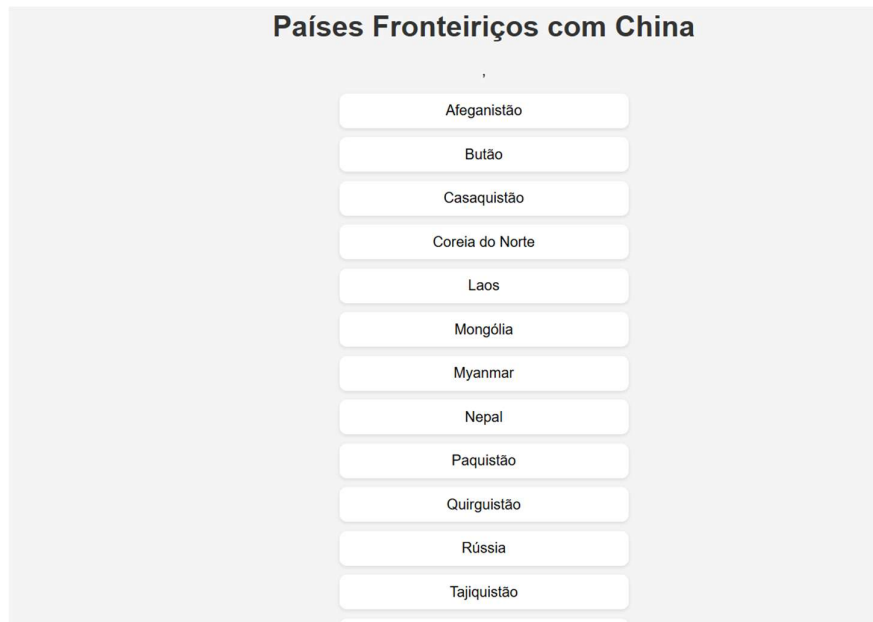 Países Fronteiriços com China
,
Afeganistão
Butão
Casaquistão
Coreia do Norte
Laos
Mongólia
Myanmar
Nepal
Paquistão
Quirguistão
Rússia
Tajiquistão